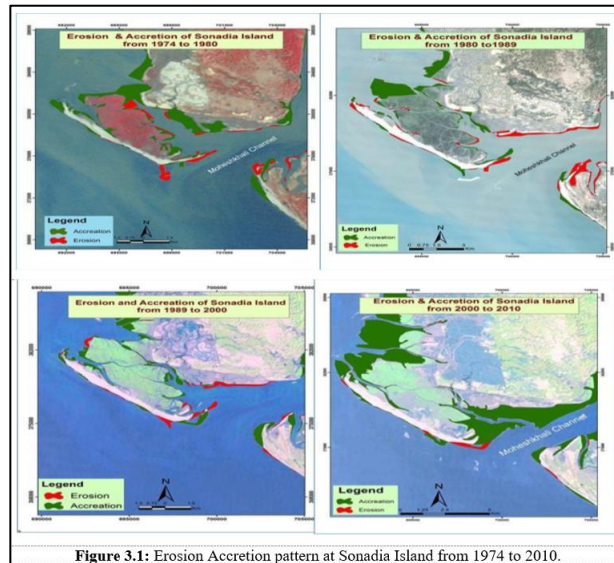 Erosion & Accretion of Sonadia Island
from 1974 to 1980
Moheshkhali Channel
Legend
Accreation
Erosion
N
Erosion & Accretion of Sonadia Island
from 1980 to1989
Moheshkhali Channel
Legend
Accreation
Erosion
N
Erosion and Accretion of Sonadia Island
from 1989 to 2000
Legend
Erosion
Accreation
N
Erosion & Accretion of Sonadia Island
from 2000 to 2010
Moheshkhali Channel
Legend
Accreation
Erosion
N
Figure 3.1: Erosion Accretion pattern at Sonadia Island from 1974 to 2010.